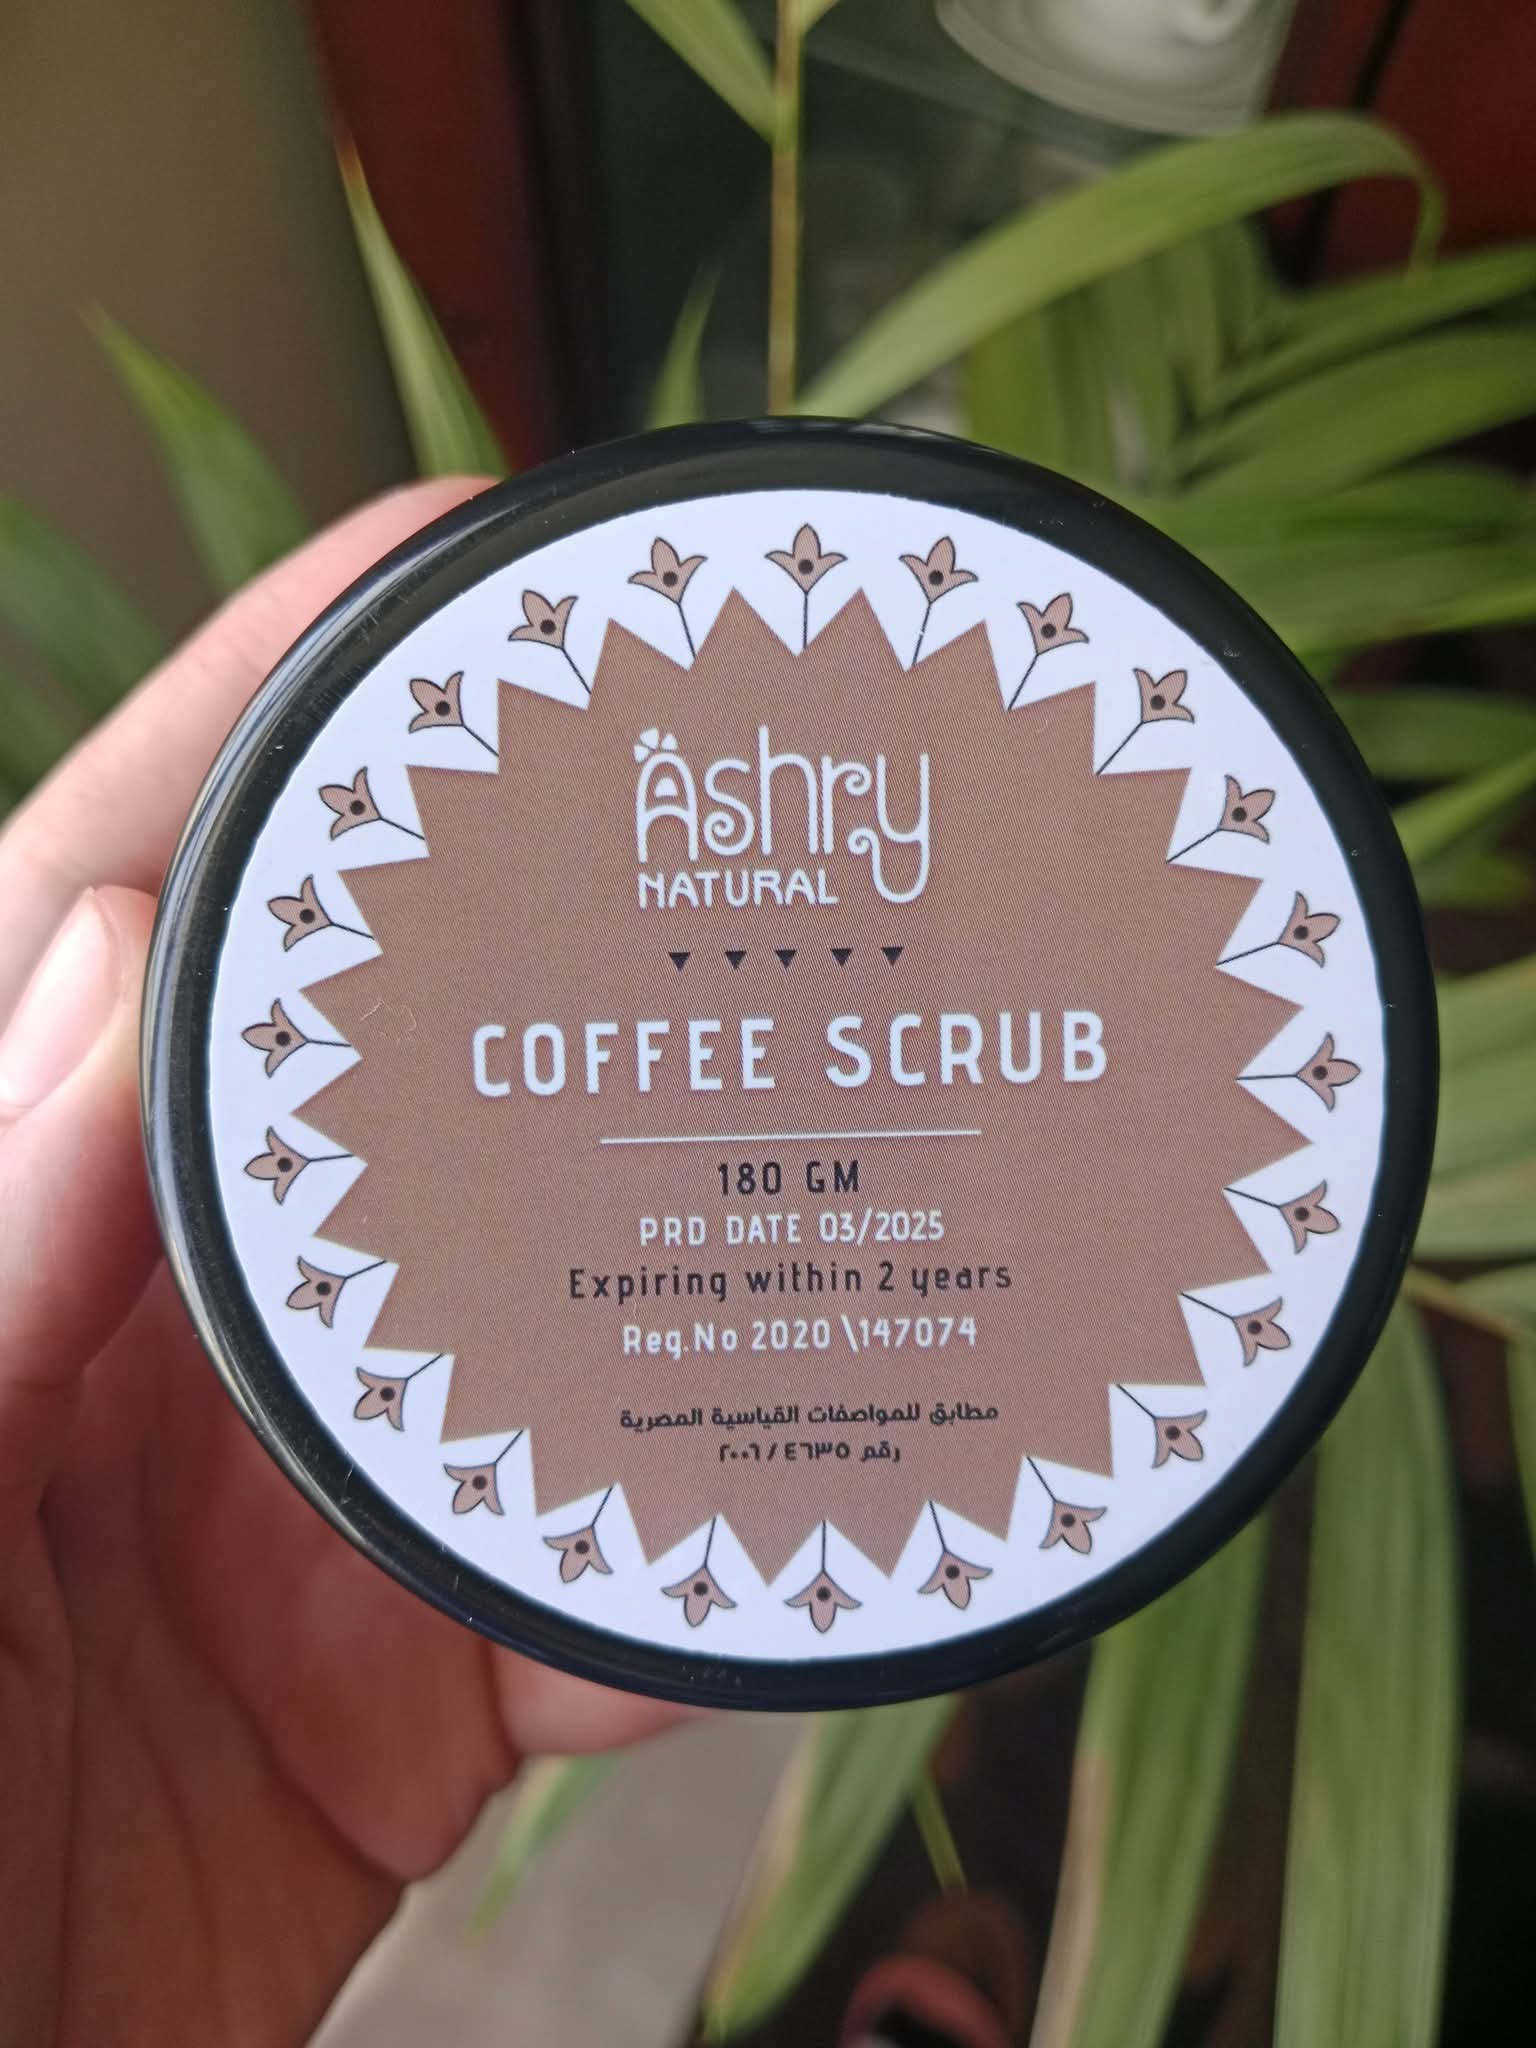 Ashry
NATURAL
COFFEE SCRUB
180 GM
PRD DATE 03/2025
Expiring within 2 years
Reg.No 2020 \147074
مطابق للمواصفات القياسية المصرية
رقم ٤٦٣٥ / ٢٠٠٦